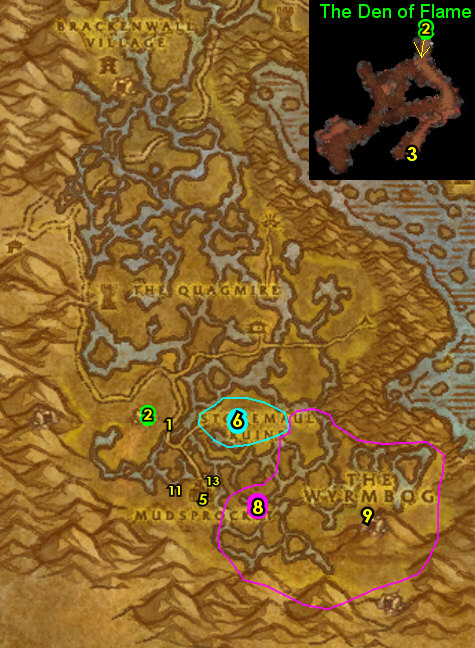 The Den of Flame
2
3
BRACKENWALL
VILLAGE
THE QUAGMIRE
2
1
6
STONEMAUL
RUINS
13
11
5
8
THE
WYRMBOG
9
MUDSPROCKET